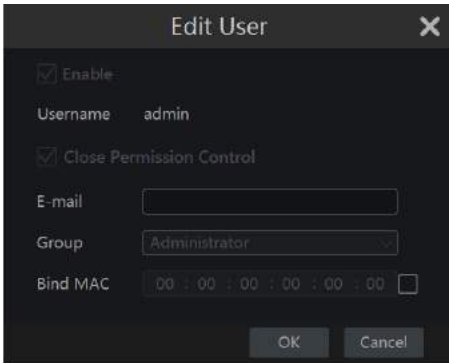 Edit User
Enable
Username admin
Close Permission Control
E-mail
Group Administrator
Bind MAC 00 : 00 : 00 : 00 : 00 : 00
OK Cancel